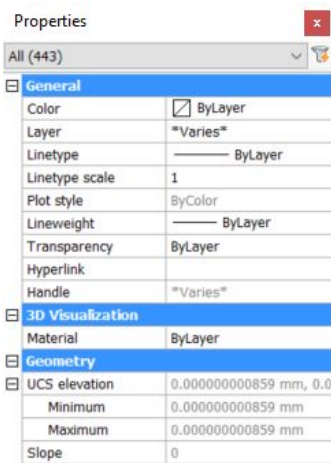 Properties
x
All (443)
General
Color ByLayer
Layer *Varies*
Linetype ByLayer
Linetype scale 1
Plot style ByColor
Lineweight ByLayer
Transparency ByLayer
Hyperlink
Handle *Varies*
3D Visualization
Material ByLayer
Geometry
UCS elevation 0.000000000859 mm, 0.0
Minimum 0.000000000859 mm
Maximum 0.000000000859 mm
Slope 0